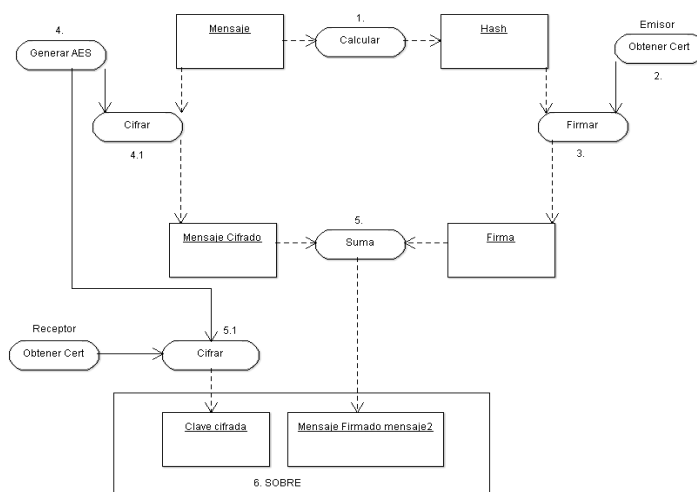 4.
1.
Emisor
Mensaje
Hash
Generar AES
Calcular
Obtener Cert
2.
Cifrar
Firmar
4.1
3.
5.
Mensaje Cifrado
Suma
Firma
Receptor
5.1
Obtener Cert
Cifrar
Clave cifrada
Mensaje Firmado mensaje2
6. SOBRE